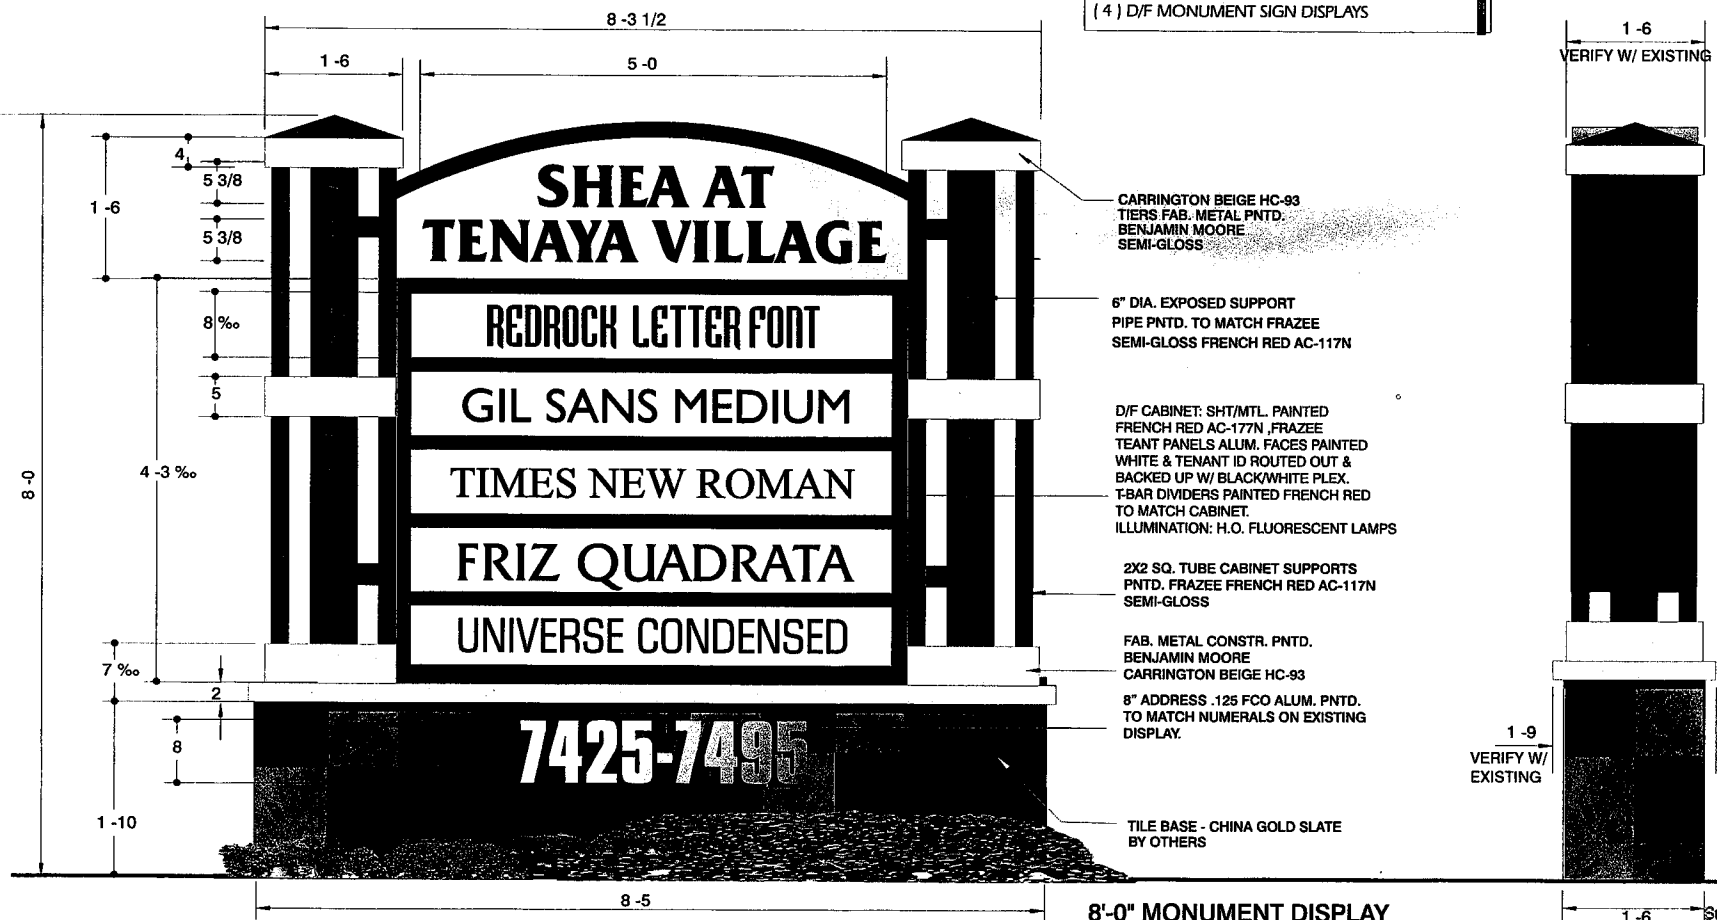 8 -3 1/2
( 4 ) D/F MONUMENT SIGN DISPLAYS
1 -6
VERIFY W/ EXISTING
1 -6
5 -0
4
5 3/8
1 -6
5 3/8
8 ‰
5
4 -3 ‰
8 -0
7 ‰
2
8
1 -10
SHEA AT
TENAYA VILLAGE
REDROCK LETTER FONT
GIL SANS MEDIUM
TIMES NEW ROMAN
FRIZ QUADRATA
UNIVERSE CONDENSED
7425-7495
CARRINGTON BEIGE HC-93
TIERS FAB. METAL PNTD.
BENJAMIN MOORE
SEMI-GLOSS
6" DIA. EXPOSED SUPPORT
PIPE PNTD. TO MATCH FRAZEE
SEMI-GLOSS FRENCH RED AC-117N
D/F CABINET: SHT/MTL. PAINTED
FRENCH RED AC-177N ,FRAZEE
TEANT PANELS ALUM. FACES PAINTED
WHITE & TENANT ID ROUTED OUT &
BACKED UP W/ BLACK/WHITE PLEX.
T-BAR DIVIDERS PAINTED FRENCH RED
TO MATCH CABINET.
ILLUMINATION: H.O. FLUORESCENT LAMPS
2X2 SQ. TUBE CABINET SUPPORTS
PNTD. FRAZEE FRENCH RED AC-117N
SEMI-GLOSS
FAB. METAL CONSTR. PNTD.
BENJAMIN MOORE
CARRINGTON BEIGE HC-93
8" ADDRESS .125 FCO ALUM. PNTD.
TO MATCH NUMERALS ON EXISTING
DISPLAY.
TILE BASE - CHINA GOLD SLATE
BY OTHERS
1 -9
VERIFY W/
EXISTING
8 -5
8'-0" MONUMENT DISPLAY
1 -6